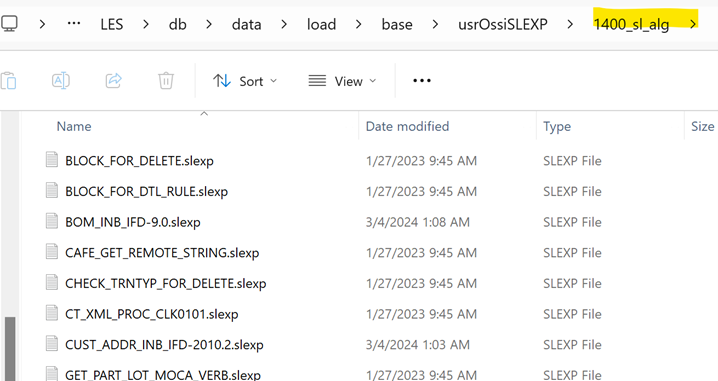 > ··· LES > db > data > load > base > usrOssiSLEXP > 1400_sl_alg >
Sort View ···
Name Date modified Type Size
BLOCK_FOR_DELETE.slexp 1/27/2023 9:45 AM SLEXP File
BLOCK_FOR_DTL_RULE.slexp 1/27/2023 9:45 AM SLEXP File
BOM_INB_IFD-9.0.slexp 3/4/2024 1:08 AM SLEXP File
CAFE_GET_REMOTE_STRING.slexp 1/27/2023 9:45 AM SLEXP File
CHECK_TRNTYP_FOR_DELETE.slexp 1/27/2023 9:45 AM SLEXP File
CT_XML_PROC_CLK0101.slexp 1/27/2023 9:45 AM SLEXP File
CUST_ADDR_INB_IFD-2010.2.slexp 3/4/2024 1:03 AM SLEXP File
GET_PART_LOT_MOCA_VERB.slexp 1/27/2023 9:45 AM SLEXP File